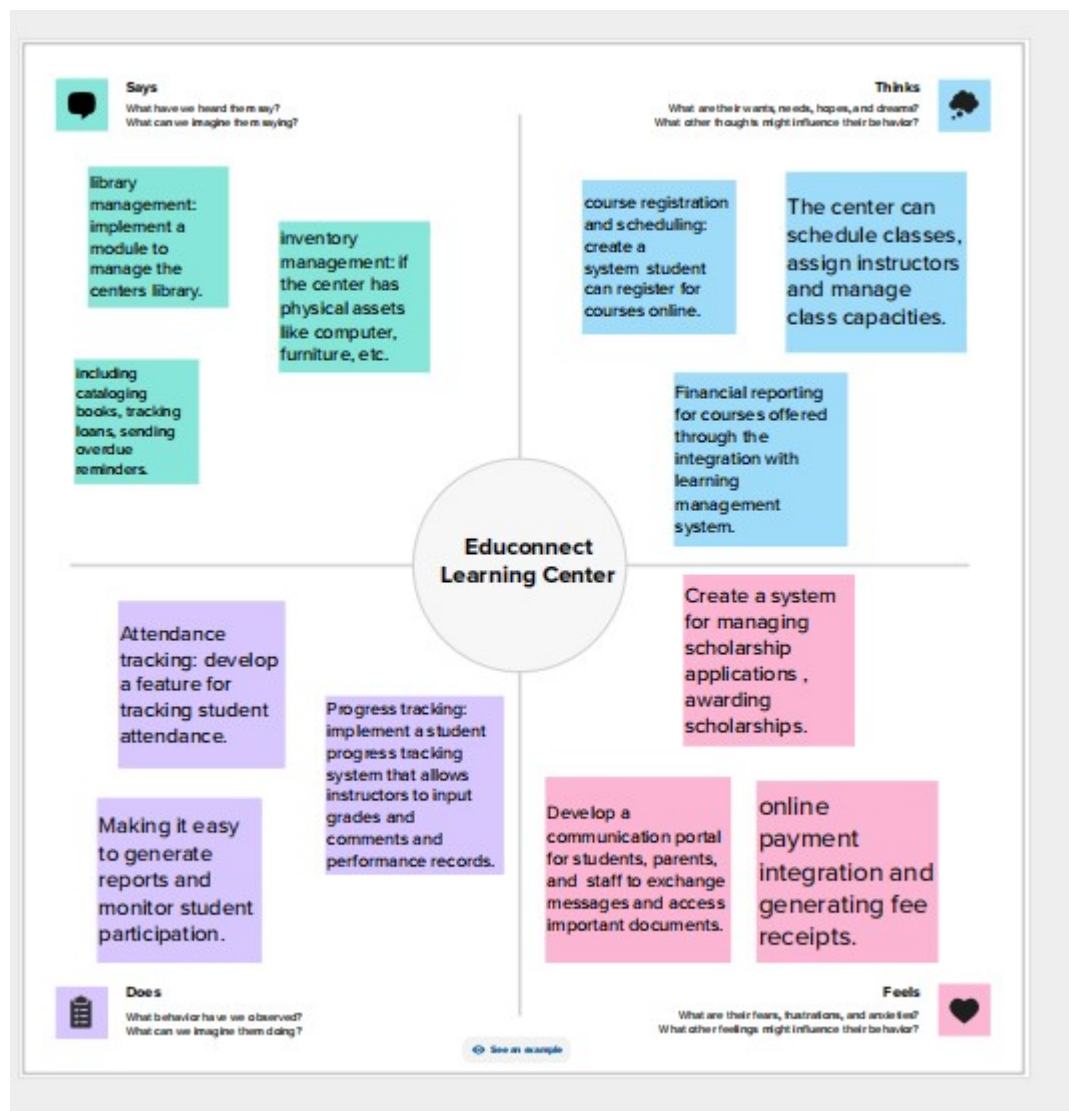 Says
What have we heard them say?
What can we imagine them saying?
Thinks
What are their wants, needs, hopes, and dreams?
What other thoughts might influence their behavior?
library
management:
implement a
module to
manage the
centers library.
inventory
management: if
the center has
physical assets
like computer,
furniture, etc.
including
cataloging
books, tracking
loans, sending
overdue
reminders.
course registration
and scheduling:
create a
system student
can register for
courses online.
The center can
schedule classes,
assign instructors
and manage
class capacities.
Financial reporting
for courses offered
through the
integration with
learning
management
system.
Educonnect
Learning Center
Attendance
tracking: develop
a feature for
tracking student
attendance.
Progress tracking:
implement a student
progress tracking
system that allows
instructors to input
grades and
comments and
performance records.
Making it easy
to generate
reports and
monitor student
participation.
Create a system
for managing
scholarship
applications ,
awarding
scholarships.
Develop a
communication portal
for students, parents,
and staff to exchange
messages and access
important documents.
online
payment
integration and
generating fee
receipts.
Does
What behavior have we observed?
What can we imagine them doing?
Feels
What are their fears, frustrations, and anxieties?
What other feelings might influence their behavior?
See an example